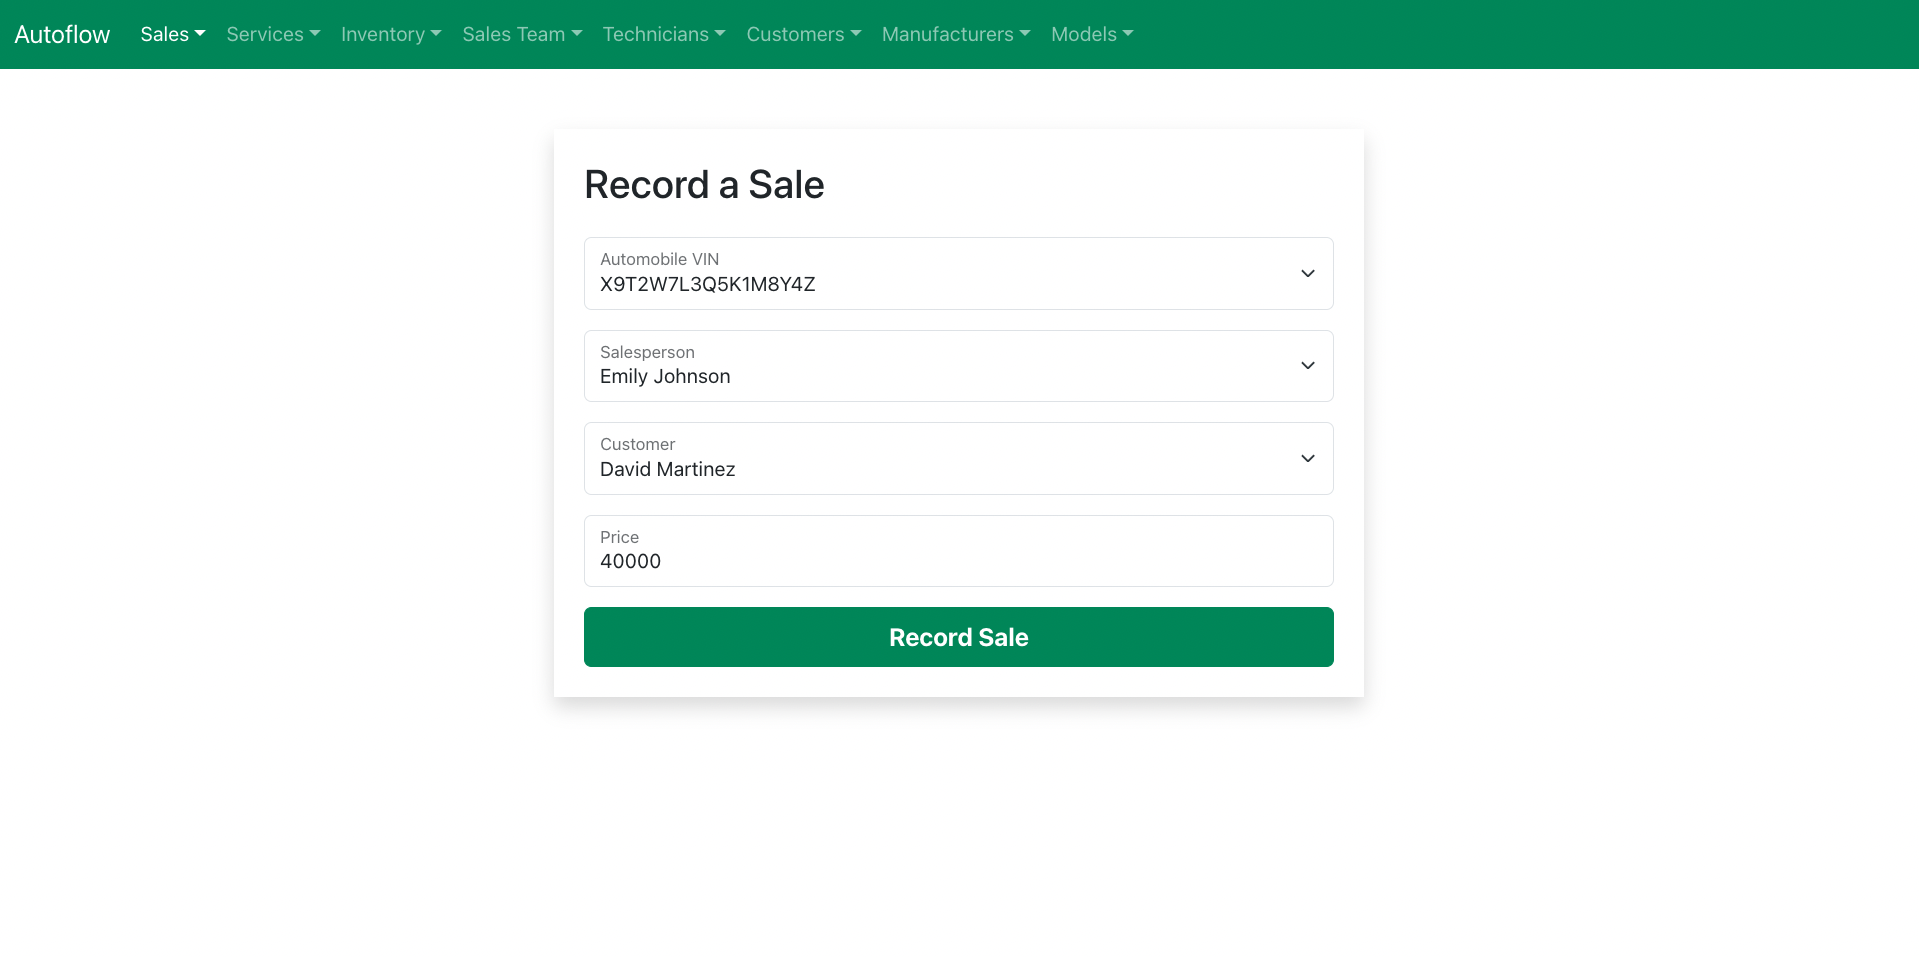 Autoflow Sales Services Inventory Sales Team Technicians Customers Manufacturers Models
Record a Sale
Automobile VIN
X9T2W7L3Q5K1M8Y4Z
Salesperson
Emily Johnson
Customer
David Martinez
Price
40000
Record Sale